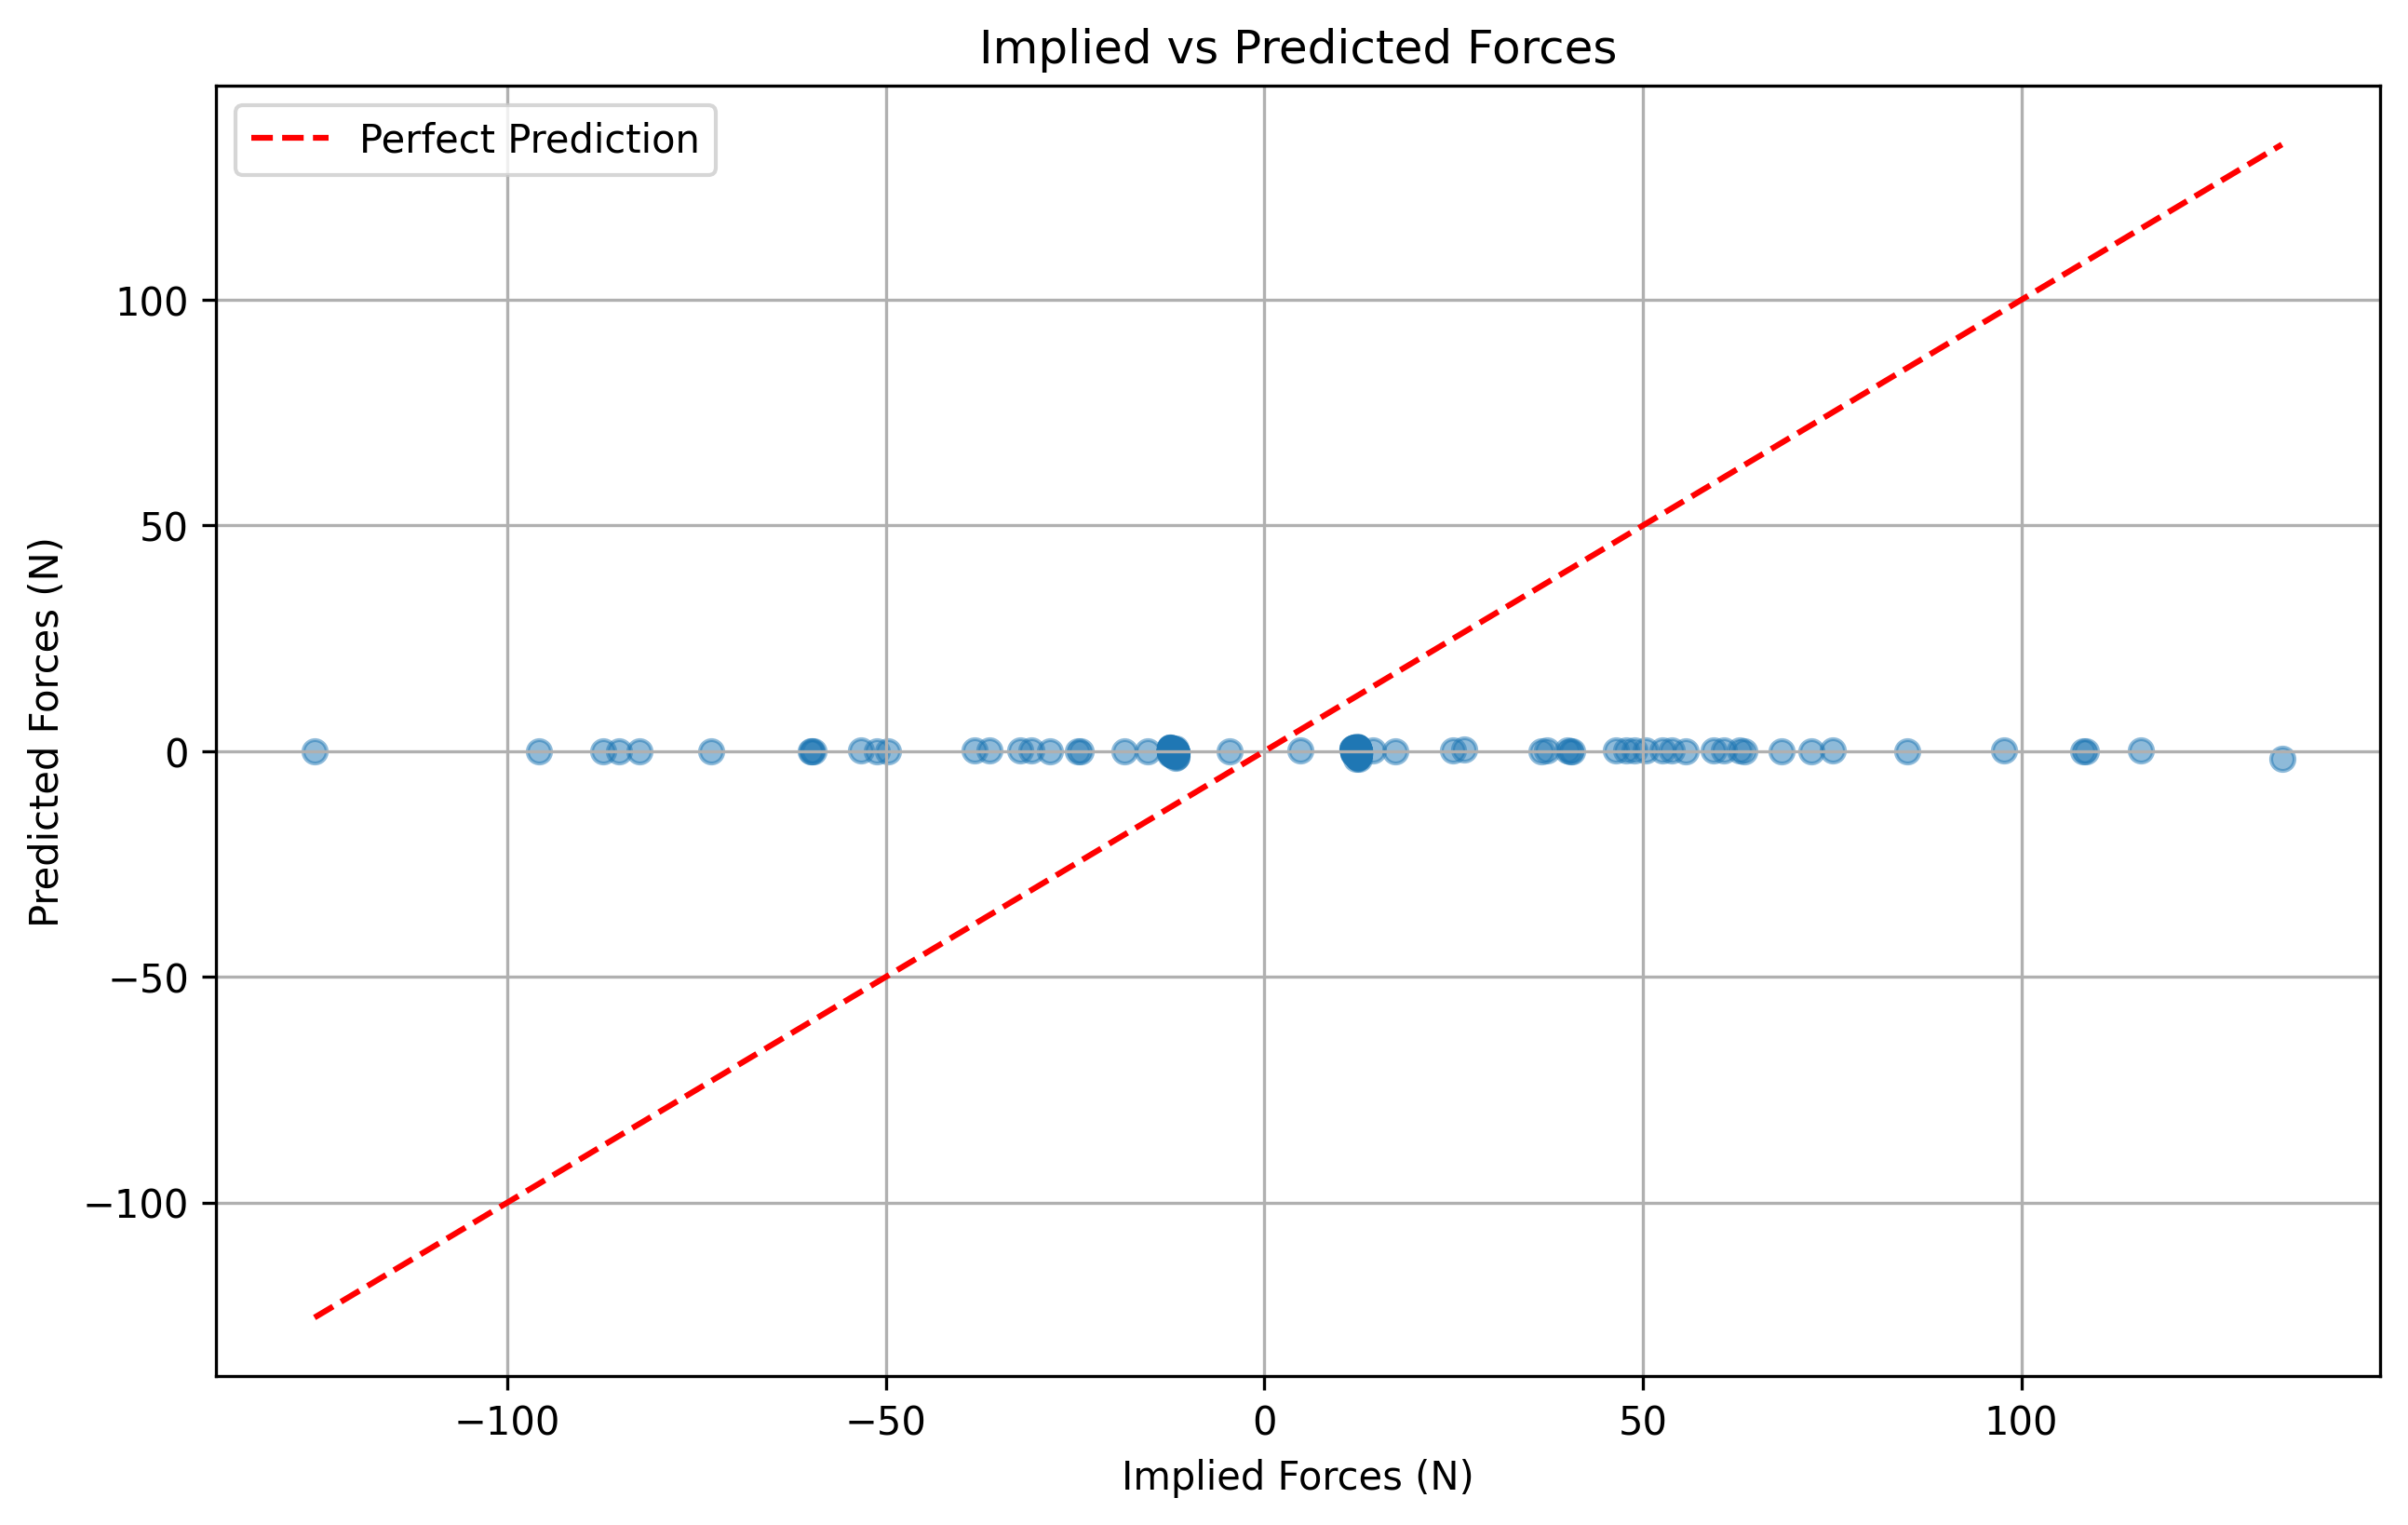 Implied vs Predicted Forces
Perfect Prediction
Predicted Forces (N)
100
50
0
−50
−100
−100
−50
0
50
100
Implied Forces (N)